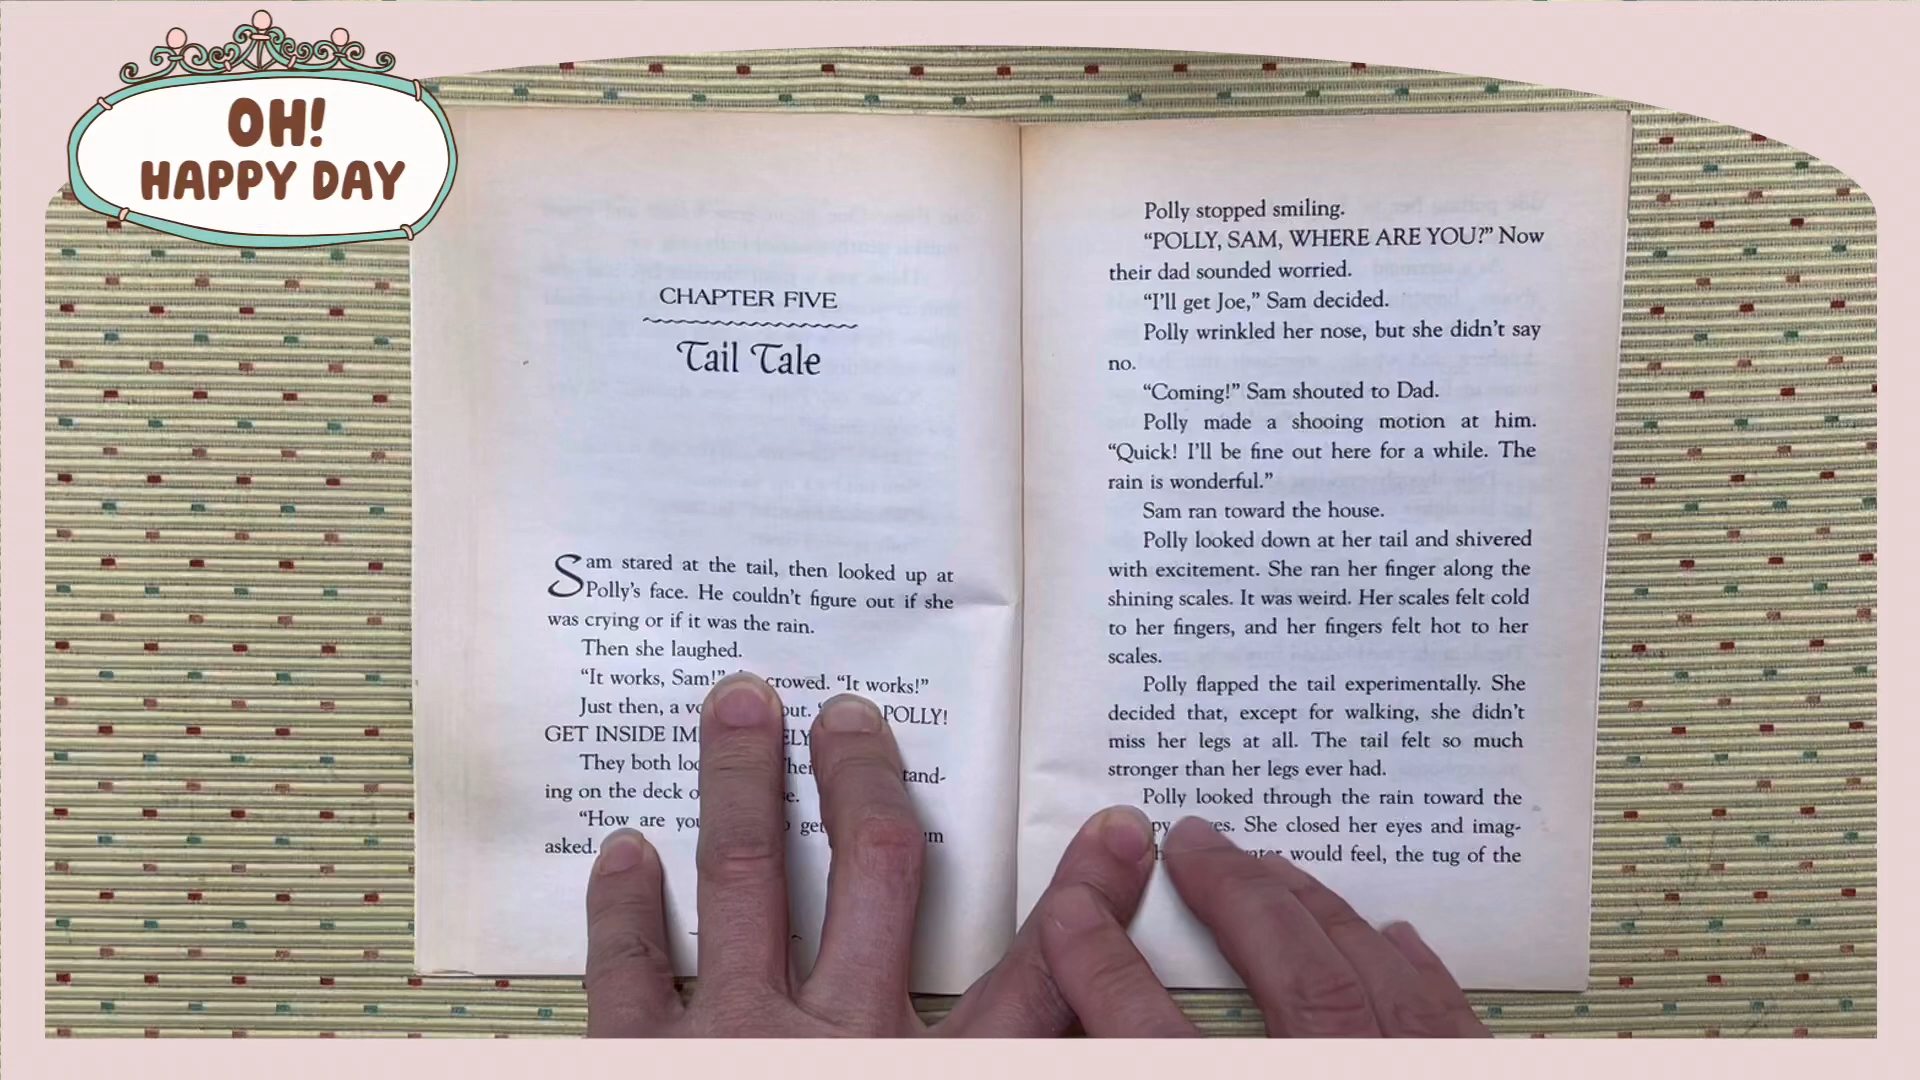 OH!
HAPPY DAY
CHAPTER FIVE
Tail Tale
Sam stared at the tail, then looked up at
Polly's face. He couldn't figure out if she
was crying or if it was the rain.
Then she laughed.
“It works, Sam!” crowed. “It works!”
Just then, a out. POLLY!
GET INSIDE
They both
ing on the deck
“How are
asked.
Polly stopped smiling.
“POLLY, SAM, WHERE ARE YOU?” Now
their dad sounded worried.
“I'll get Joe,” Sam decided.
Polly wrinkled her nose, but she didn't say
no.
“Coming!” Sam shouted to Dad.
Polly made a shooing motion at him.
“Quick! I'll be fine out here for a while. The
rain is wonderful.”
Sam ran toward the house.
Polly looked down at her tail and shivered
with excitement. She ran her finger along the
shining scales. It was weird. Her scales felt cold
to her fingers, and her fingers felt hot to her
scales.
Polly flapped the tail experimentally. She
decided that, except for walking, she didn't
miss her legs at all. The tail felt so much
stronger than her legs ever had.
Polly looked through the rain toward the
She closed her eyes and imag-
would feel, the tug of the